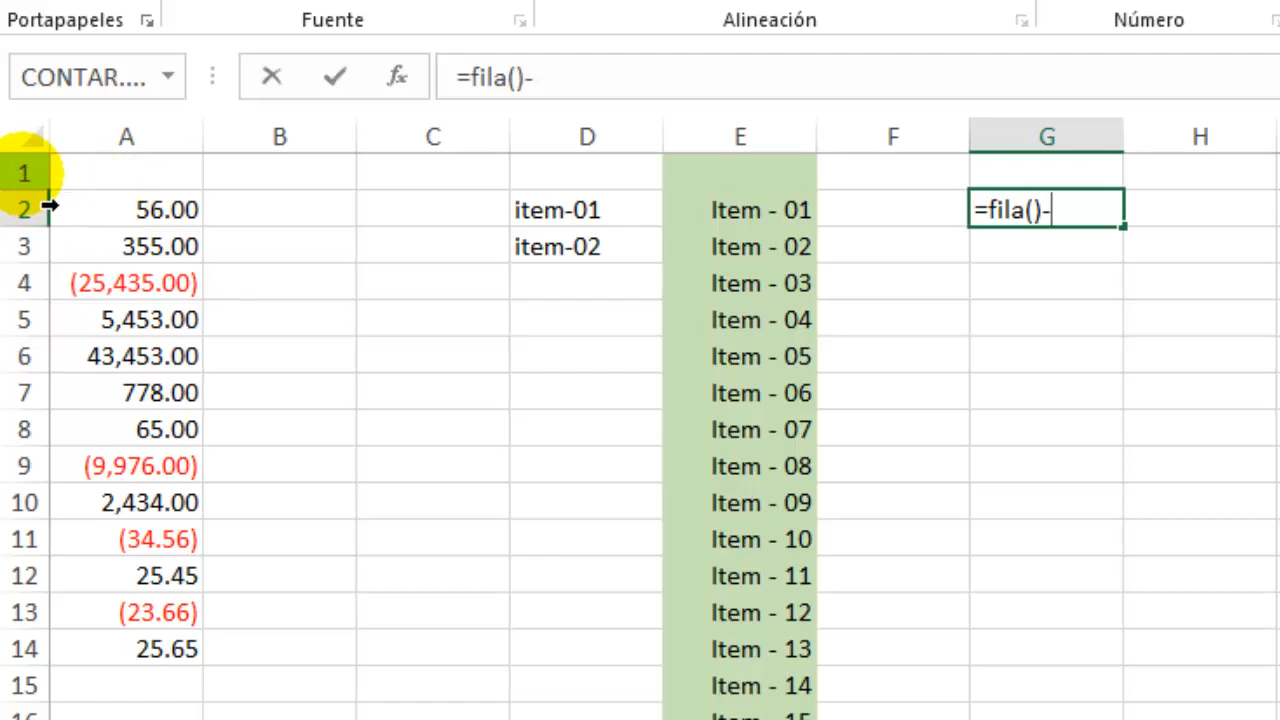 Portapapeles Fuente Alineación Número
CONTAR.... fx =fila()-
A B C D E F G H
1
2 56.00 item-01 Item - 01 =fila()-
3 355.00 item-02 Item - 02
4 (25,435.00) Item - 03
5 5,453.00 Item - 04
6 43,453.00 Item - 05
7 778.00 Item - 06
8 65.00 Item - 07
9 (9,976.00) Item - 08
10 2,434.00 Item - 09
11 (34.56) Item - 10
12 25.45 Item - 11
13 (23.66) Item - 12
14 25.65 Item - 13
15 Item - 14